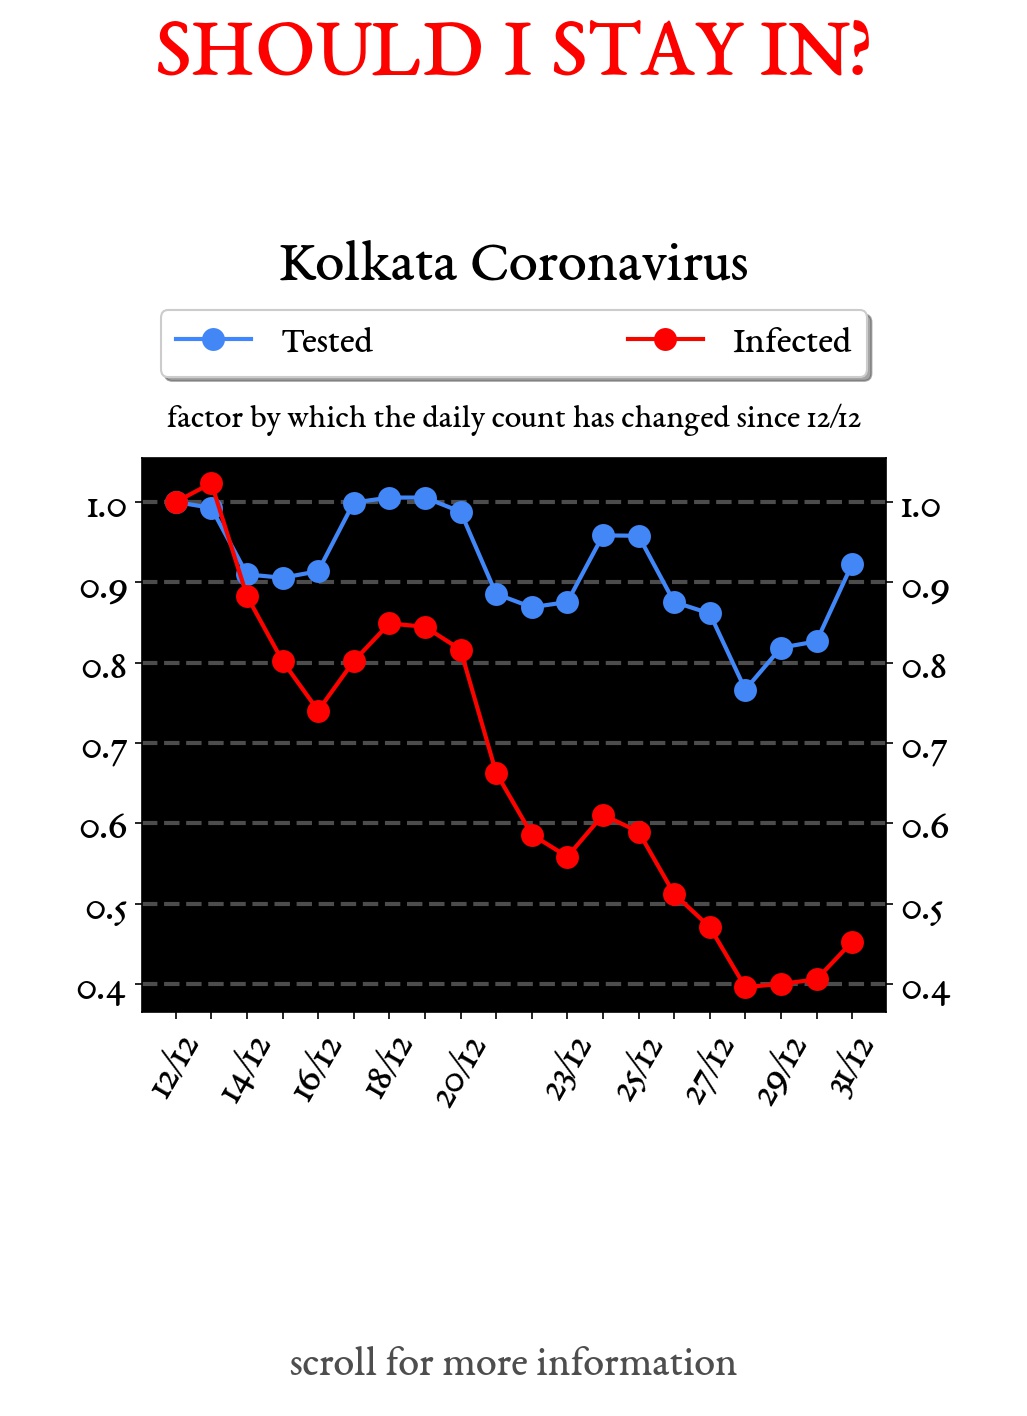 SHOULD I STAY IN?
Kolkata Coronavirus
Tested Infected
factor by which the daily count has changed since 12/12
1.0 1.0
0.9 0.9
0.8 0.8
0.7 0.7
0.6 0.6
0.5 0.5
0.4 0.4
12/12 14/12 16/12 18/12 20/12 23/12 25/12 27/12 29/12 31/12
scroll for more information